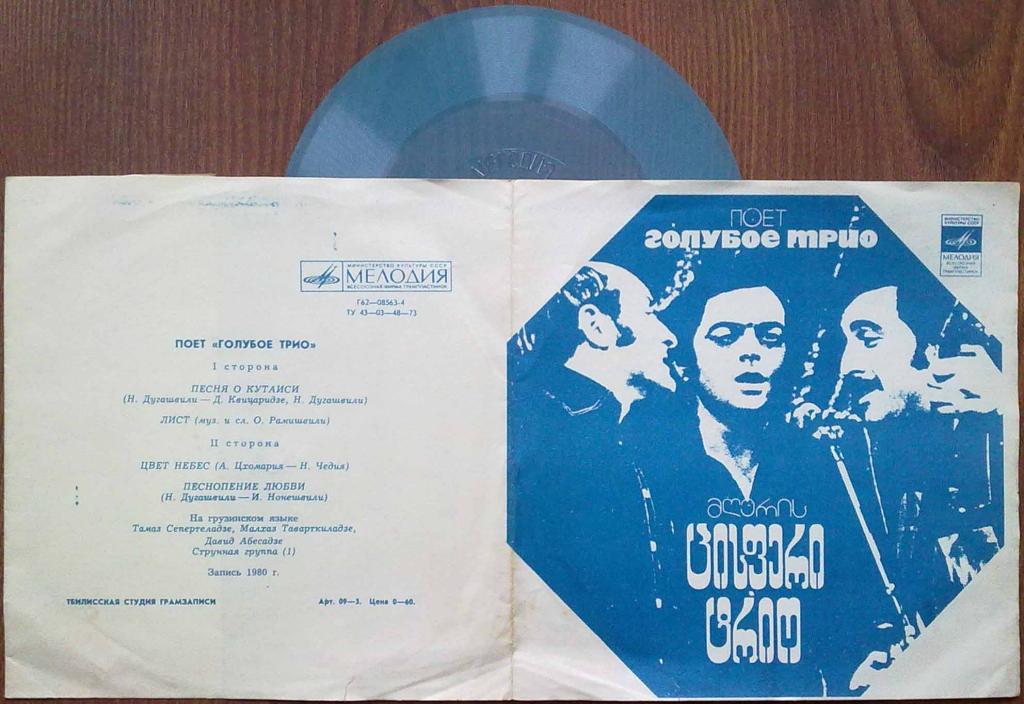 МИНИСТЕРСТВО КУЛЬТУРЫ СССР
МЕЛОДИЯ
ВСЕСОЮЗНАЯ ФИРМА ГРАМПЛАСТИНОК
Г62—08563-4
ТУ 43—03—48—73
ПОЕТ «ГОЛУБОЕ ТРИО»
I сторона
ПЕСНЯ О КУТАИСИ
(Н. Дугашвили — Д. Квицаридзе, Н. Дугашвили)
ЛИСТ (муз. и сл. О. Рамишвили)
II сторона
ЦВЕТ НЕБЕС (А. Цхомария — Н. Чедия)
ПЕСНОПЕНИЕ ЛЮБВИ
(Н. Дугашвили — И. Нонешвили)
На грузинском языке
Тамаз Сепертеладзе, Малхаз Таварткиладзе,
Давид Абесадзе
Струнная группа (1)
Запись 1980 г.
ТБИЛИССКАЯ СТУДИЯ ГРАМЗАПИСИ Арт. 09—3. Цена 0—60.
ПОЕТ
ГОЛУБОЕ ТРИО
МИНИСТЕРСТВО
КУЛЬТУРЫ СССР
МЕЛОДИЯ
ВСЕСОЮЗНАЯ
ФИРМА
ГРАМПЛАСТИНОК
მღერის
ცისფერი
ტრიო